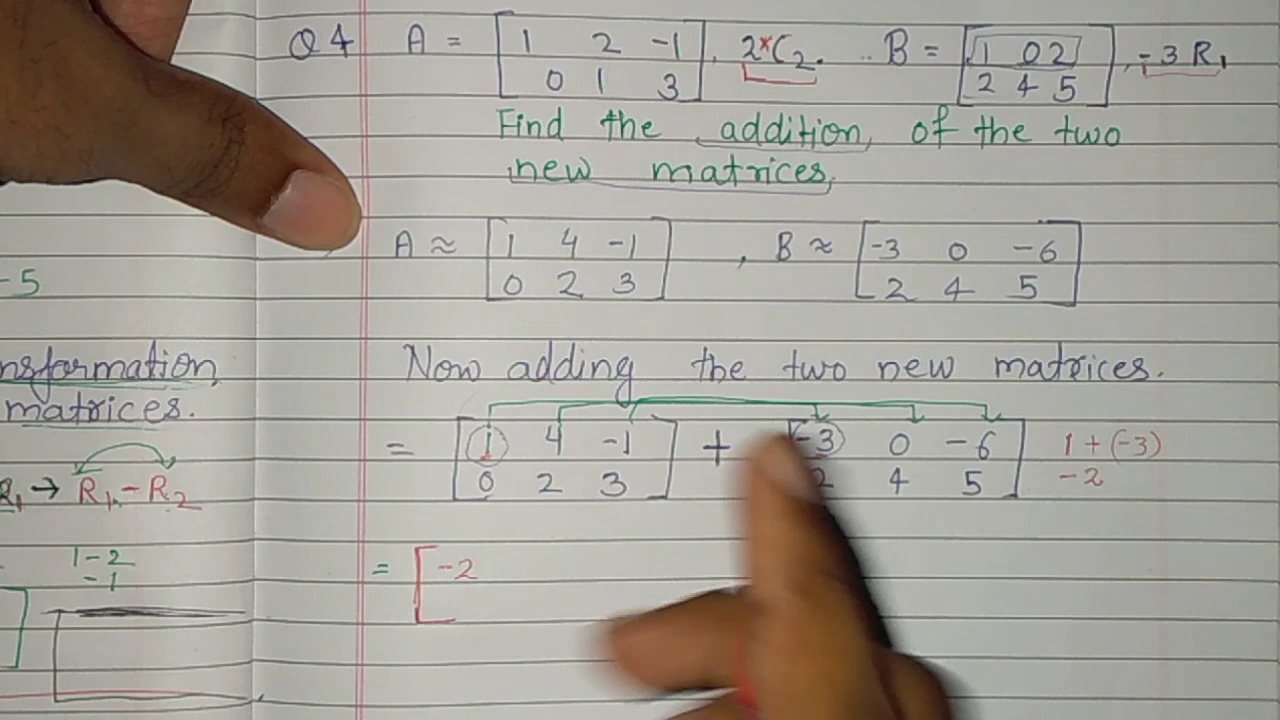 Q4 A = [1 2 -1], 2*C₂. .. B = [1 0 2], -3 R₁
[0 1 3] [2 4 5]
Find the addition, of the two
new matrices.
A ≈ [1 4 -1] , B ≈ [-3 0 -6]
[0 2 3] [2 4 5]
Now adding the two new matrices.
= [1 4 -1] + [-3 0 -6] 1 + (-3)
[0 2 3] [2 4 5] -2
= [-2
-5
nsformation
matrices.
R₁ → R₁ - R₂
1-2
-1